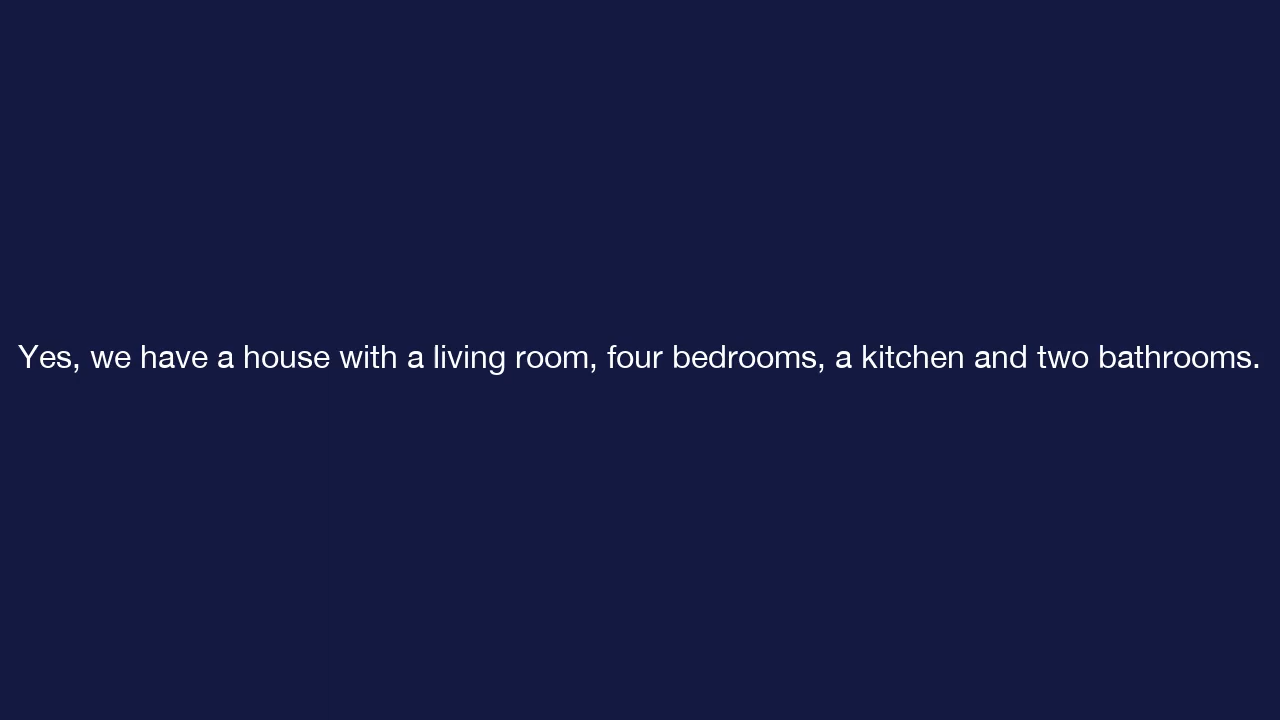 Yes, we have a house with a living room, four bedrooms, a kitchen and two bathrooms.